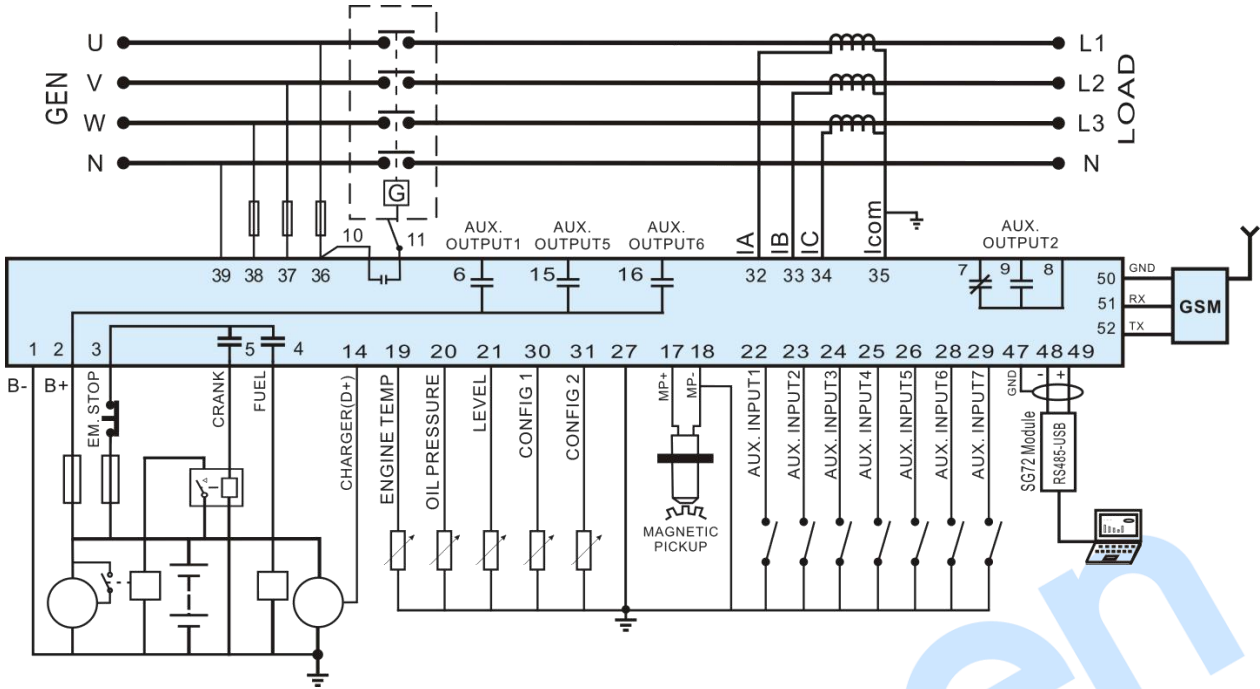 GEN
U
V
W
N
L1
L2
L3
N
LOAD
G
10
11
AUX. OUTPUT1
AUX. OUTPUT5
AUX. OUTPUT6
IA
IB
IC
Icom
AUX. OUTPUT2
39
38
37
36
6
15
16
32
33
34
35
7
9
8
50
GND
51
RX
52
TX
GSM
1
2
3
5
4
14
19
20
21
30
31
27
17
18
22
23
24
25
26
28
29
47
48
49
B-
B+
EM. STOP
CRANK
FUEL
CHARGER(D+)
ENGINE TEMP
OIL PRESSURE
LEVEL
CONFIG 1
CONFIG 2
MP+
MP-
MAGNETIC
PICKUP
AUX. INPUT1
AUX. INPUT2
AUX. INPUT3
AUX. INPUT4
AUX. INPUT5
AUX. INPUT6
AUX. INPUT7
GND
-
+
SG72 Module
RS485-USB
en